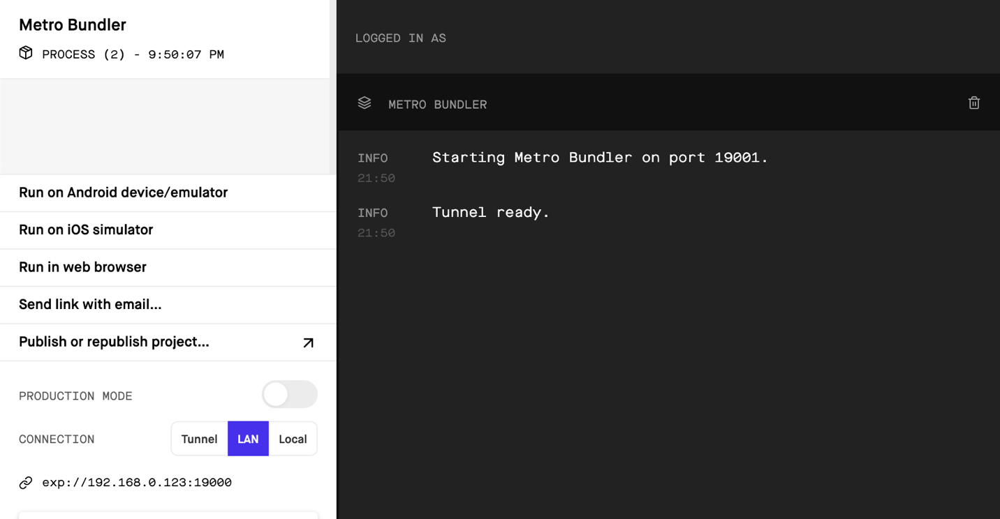 Metro Bundler
PROCESS (2) - 9:50:07 PM
Run on Android device/emulator
Run on iOS simulator
Run in web browser
Send link with email...
Publish or republish project...
PRODUCTION MODE
CONNECTION
Tunnel LAN Local
exp://192.168.0.123:19000
LOGGED IN AS
METRO BUNDLER
INFO Starting Metro Bundler on port 19001.
21:50
INFO Tunnel ready.
21:50